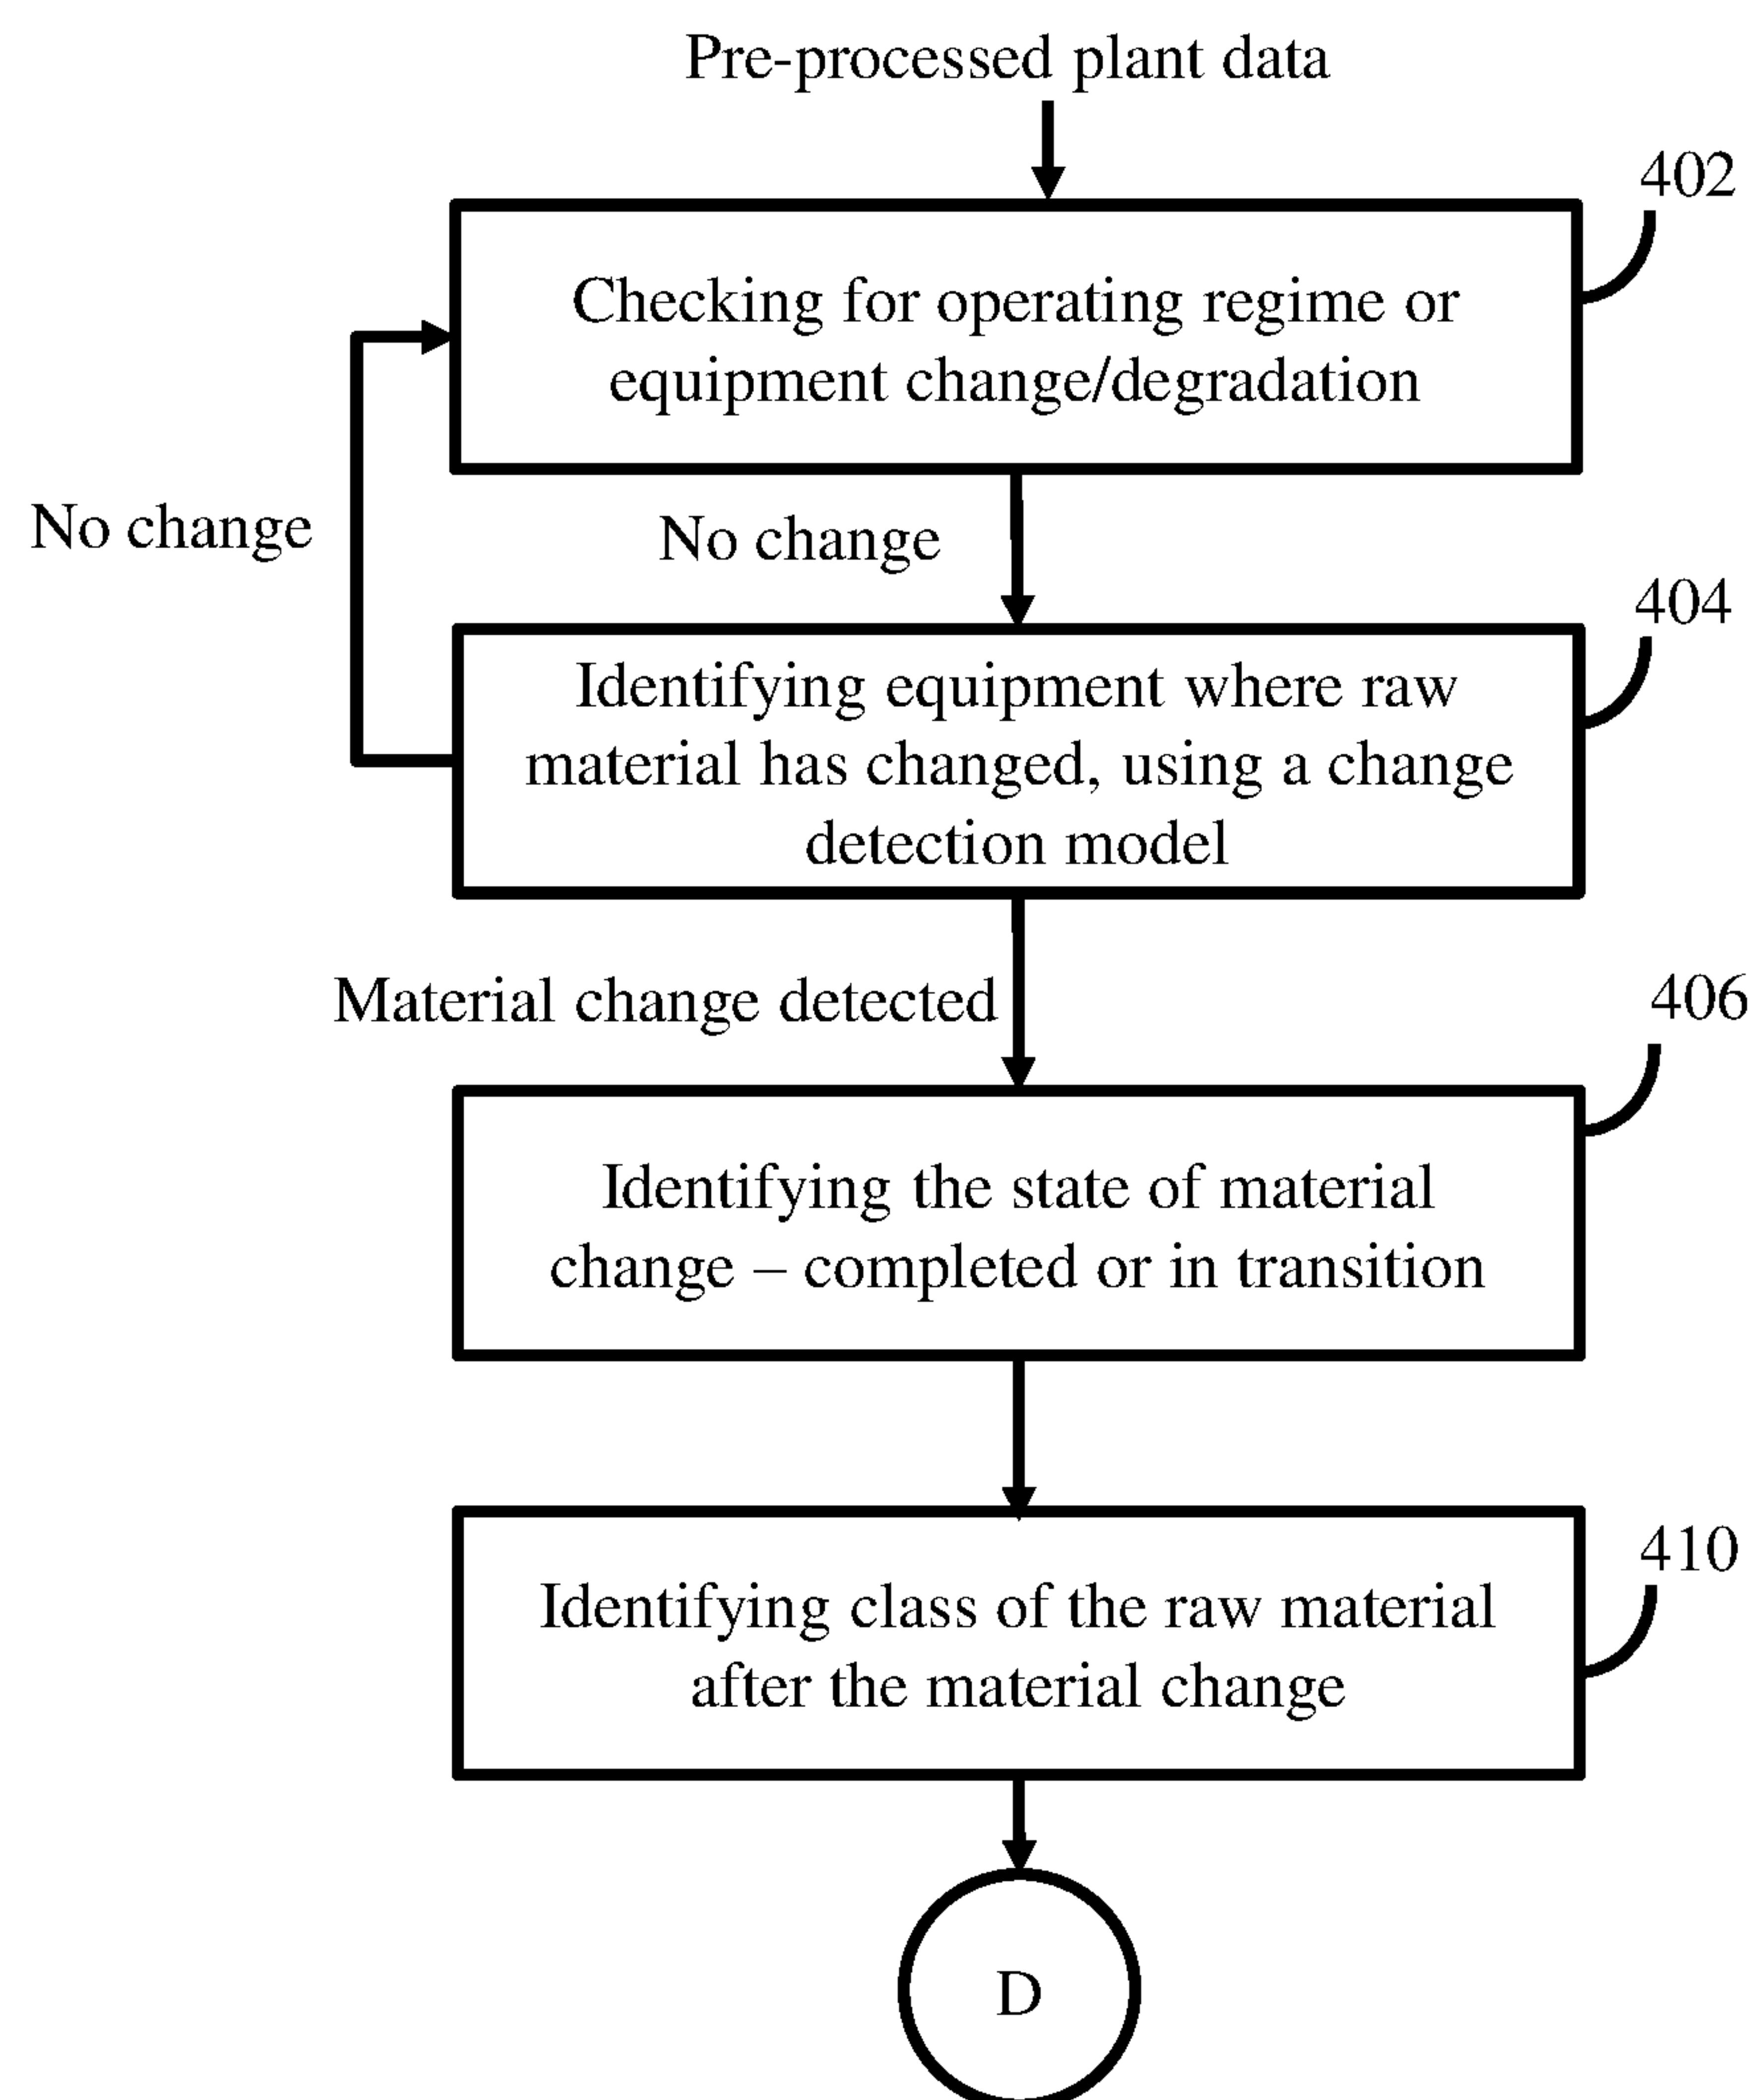 Pre-processed plant data
402
Checking for operating regime or
equipment change/degradation
No change
No change
404
Identifying equipment where raw
material has changed, using a change
detection model
Material change detected
406
Identifying the state of material
change – completed or in transition
410
Identifying class of the raw material
after the material change
D